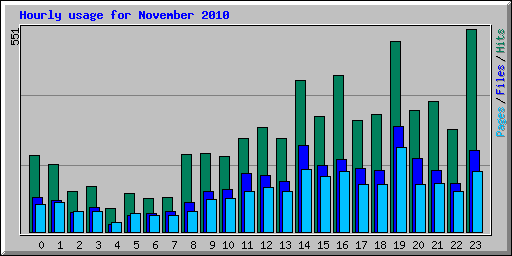 Hourly usage for November 2010
551
Pages/Files/Hits
0 1 2 3 4 5 6 7 8 9 10 11 12 13 14 15 16 17 18 19 20 21 22 23